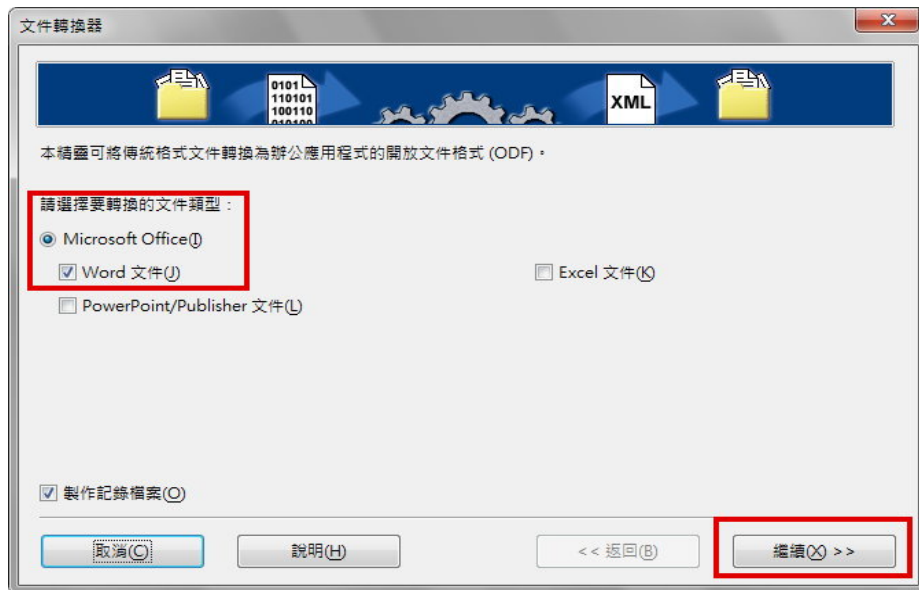 文件轉換器
0101
110101
100110
010100
XML
本精靈可將傳統格式文件轉換為辦公應用程式的開放文件格式 (ODF)。
請選擇要轉換的文件類型：
Microsoft Office(I)
Word 文件(J)
Excel 文件(K)
PowerPoint/Publisher 文件(L)
製作記錄檔案(O)
取消(C)
說明(H)
<< 返回(B)
繼續(X) >>